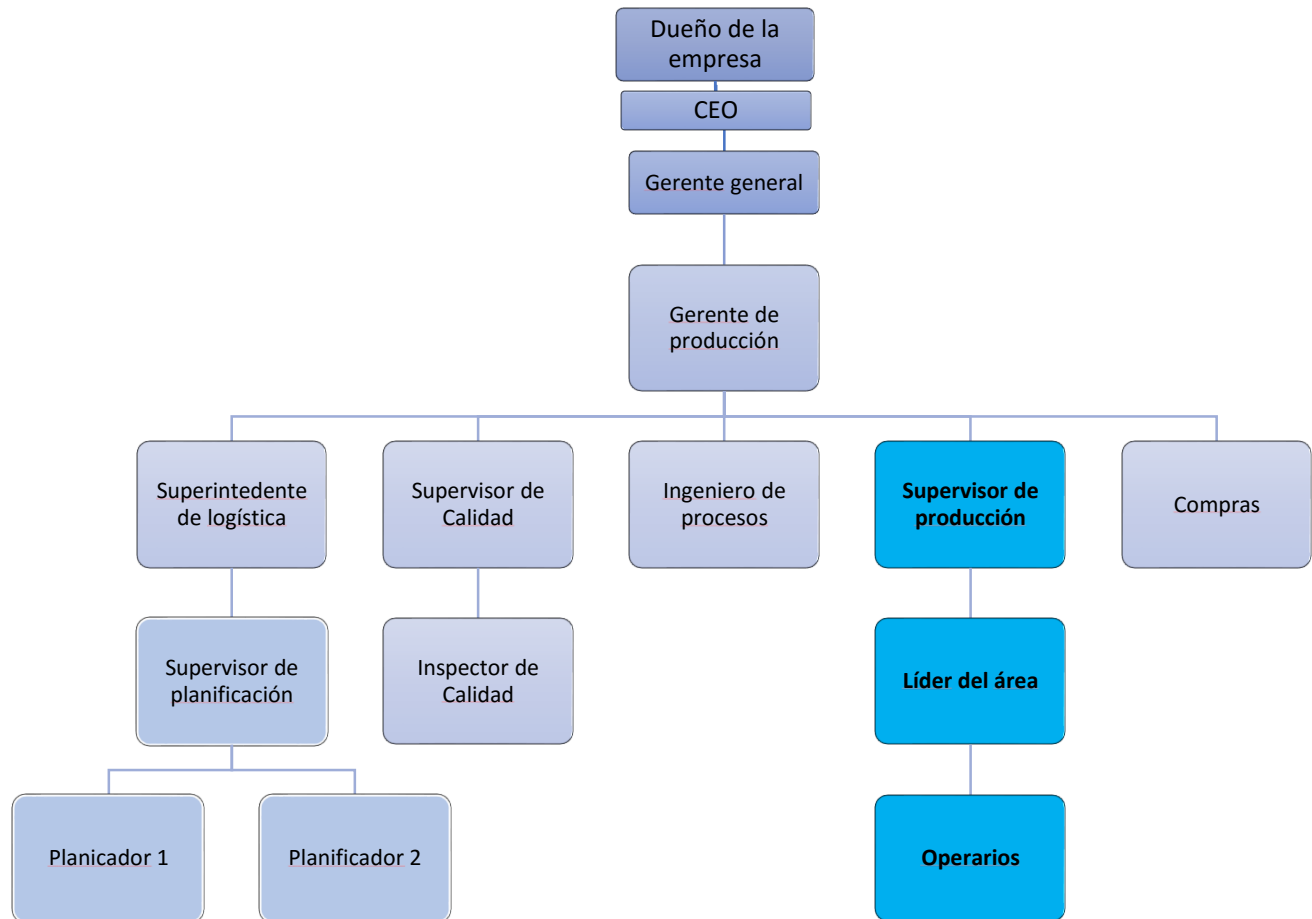 Dueño de la
empresa
CEO
Gerente general
Gerente de
producción
Superintedente
de logística
Supervisor de
Calidad
Ingeniero de
procesos
Supervisor de
producción
Compras
Supervisor de
planificación
Inspector de
Calidad
Líder del área
Planicador 1
Planificador 2
Operarios